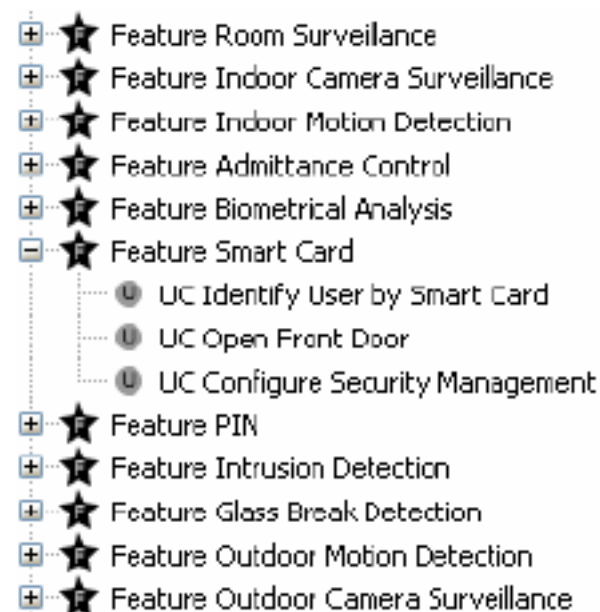 Feature Room Surveillance
Feature Indoor Camera Surveillance
Feature Indoor Motion Detection
Feature Admittance Control
Feature Biometrical Analysis
Feature Smart Card
U UC Identify User by Smart Card
U UC Open Front Door
U UC Configure Security Management
Feature PIN
Feature Intrusion Detection
Feature Glass Break Detection
Feature Outdoor Motion Detection
Feature Outdoor Camera Surveillance